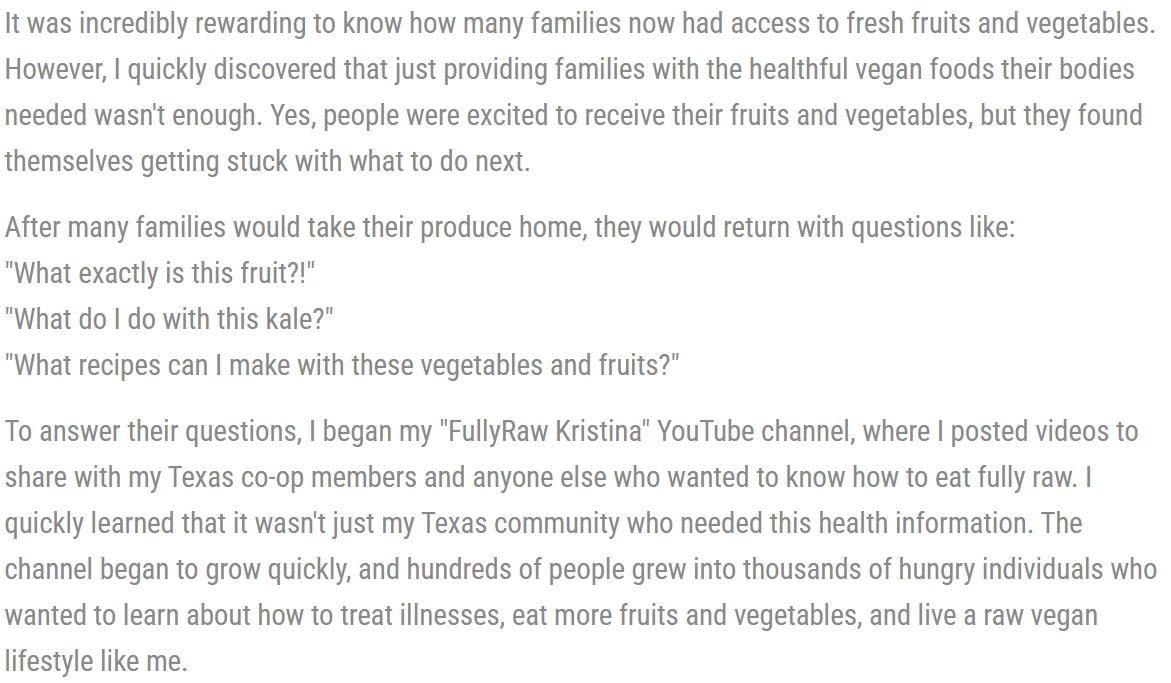 It was incredibly rewarding to know how many families now had access to fresh fruits and vegetables.
However, I quickly discovered that just providing families with the healthful vegan foods their bodies
needed wasn't enough. Yes, people were excited to receive their fruits and vegetables, but they found
themselves getting stuck with what to do next.
After many families would take their produce home, they would return with questions like:
"What exactly is this fruit?!"
"What do I do with this kale?"
"What recipes can I make with these vegetables and fruits?"
To answer their questions, I began my "FullyRaw Kristina" YouTube channel, where I posted videos to
share with my Texas co-op members and anyone else who wanted to know how to eat fully raw. I
quickly learned that it wasn't just my Texas community who needed this health information. The
channel began to grow quickly, and hundreds of people grew into thousands of hungry individuals who
wanted to learn about how to treat illnesses, eat more fruits and vegetables, and live a raw vegan
lifestyle like me.